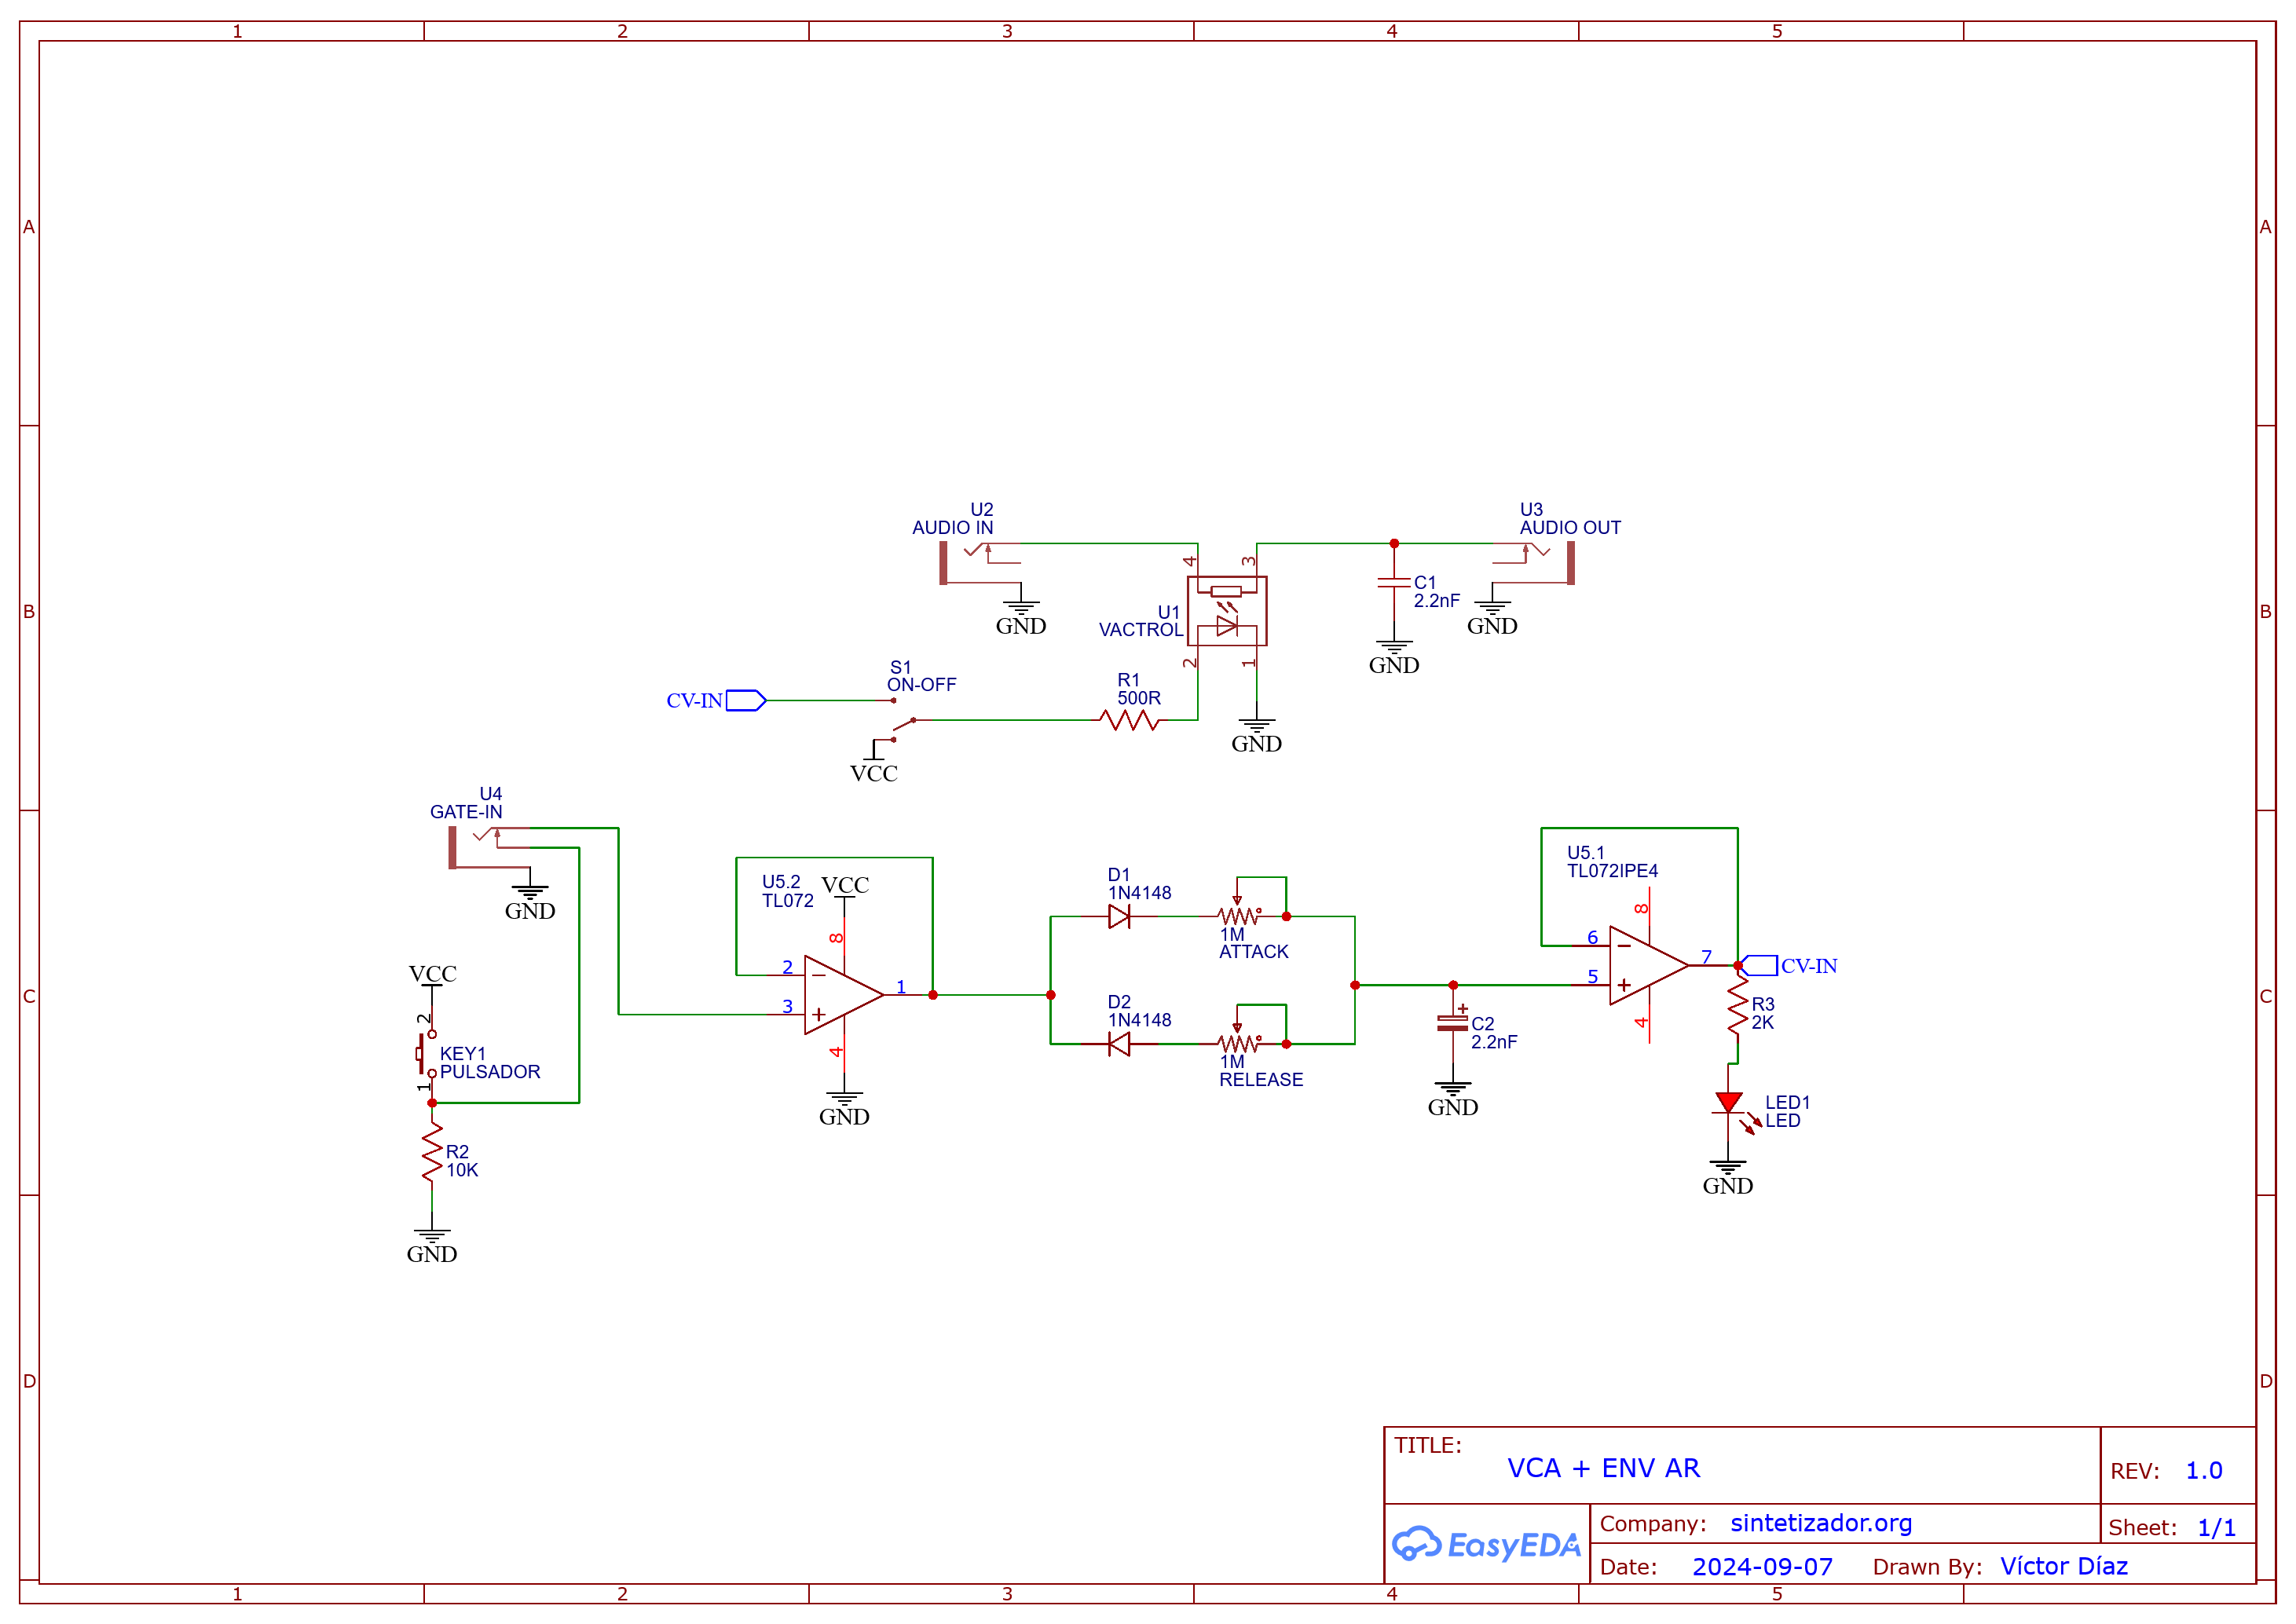 1 2 3 4 5
A A
U2
AUDIO IN
U3
AUDIO OUT
4 3
C1
2.2nF
B B
U1
VACTROL
GND GND
2 1
GND
S1
ON-OFF
R1
500R
CV-IN
GND
VCC
U4
GATE-IN
GND
U5.2
TL072
VCC
8
2
3
1
4
GND
D1
1N4148
1M
ATTACK
D2
1N4148
1M
RELEASE
U5.1
TL072IPE4
8
6
5
7
4
CV-IN
C C
VCC
2
KEY1
PULSADOR
1
R2
10K
GND
C2
2.2nF
GND
R3
2K
LED1
LED
GND
D D
TITLE:
VCA + ENV AR
REV: 1.0
EasyEDA
Company: sintetizador.org
Sheet: 1/1
Date: 2024-09-07 Drawn By: Víctor Díaz
1 2 3 4 5